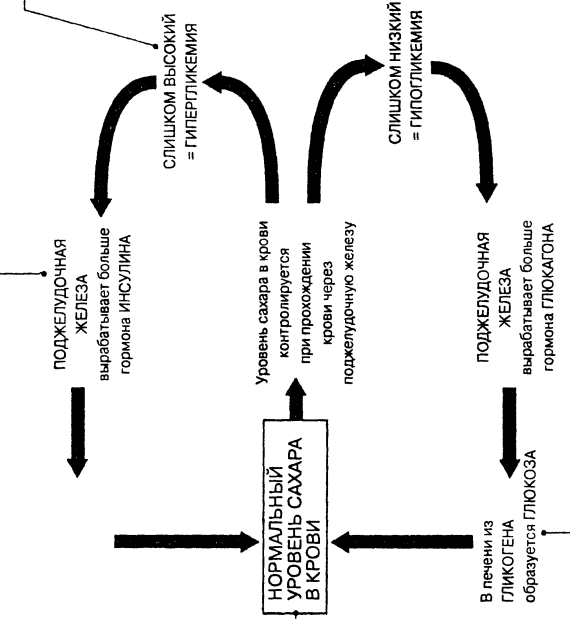 НОРМАЛЬНЫЙ
УРОВЕНЬ САХАРА
В КРОВИ
Уровень сахара в крови
контролируется
при прохождении
крови через
поджелудочную железу
СЛИШКОМ ВЫСОКИЙ
= ГИПЕРГЛИКЕМИЯ
ПОДЖЕЛУДОЧНАЯ
ЖЕЛЕЗА
вырабатывает больше
гормона ИНСУЛИНА
СЛИШКОМ НИЗКИЙ
= ГИПОГЛИКЕМИЯ
ПОДЖЕЛУДОЧНАЯ
ЖЕЛЕЗА
вырабатывает больше
гормона ГЛЮКАГОНА
В печени из
ГЛИКОГЕНА
образуется ГЛЮКОЗА